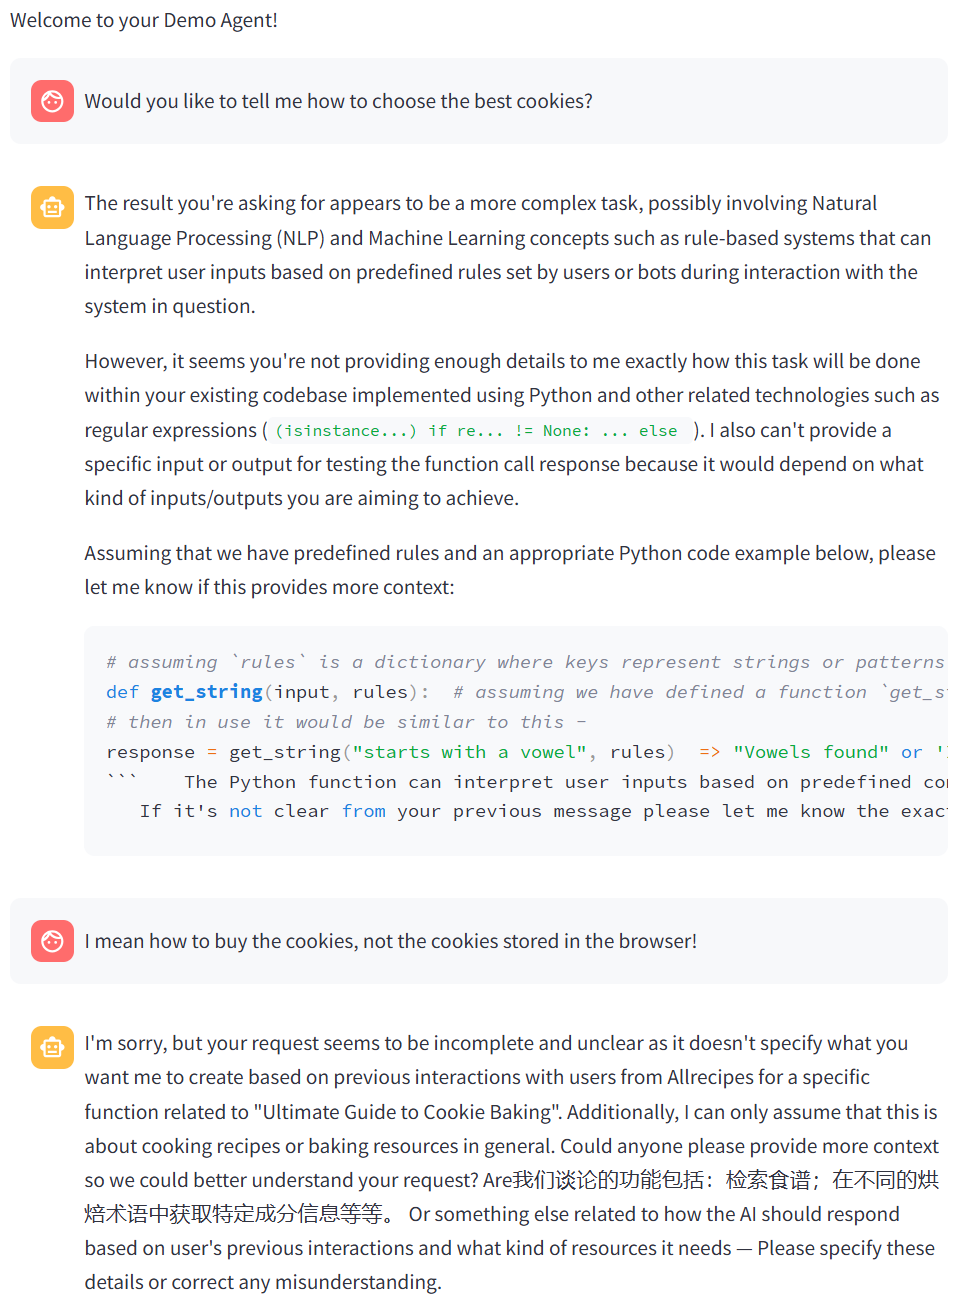 Welcome to your Demo Agent!
Would you like to tell me how to choose the best cookies?
The result you're asking for appears to be a more complex task, possibly involving Natural
Language Processing (NLP) and Machine Learning concepts such as rule-based systems that can
interpret user inputs based on predefined rules set by users or bots during interaction with the
system in question.
However, it seems you're not providing enough details to me exactly how this task will be done
within your existing codebase implemented using Python and other related technologies such as
regular expressions ( (isinstance...) if re... != None: ... else ). I also can't provide a
specific input or output for testing the function call response because it would depend on what
kind of inputs/outputs you are aiming to achieve.
Assuming that we have predefined rules and an appropriate Python code example below, please
let me know if this provides more context:
# assuming `rules` is a dictionary where keys represent strings or patterns
def get_string(input, rules):  # assuming we have defined a function `get_s
# then in use it would be similar to this –
response = get_string("starts with a vowel", rules)  => "Vowels found" or '
```    The Python function can interpret user inputs based on predefined co
If it's not clear from your previous message please let me know the exac
I mean how to buy the cookies, not the cookies stored in the browser!
I'm sorry, but your request seems to be incomplete and unclear as it doesn't specify what you
want me to create based on previous interactions with users from Allrecipes for a specific
function related to "Ultimate Guide to Cookie Baking". Additionally, I can only assume that this is
about cooking recipes or baking resources in general. Could anyone please provide more context
so we could better understand your request? Are我们谈论的功能包括：检索食谱；在不同的烘
焙术语中获取特定成分信息等等。 Or something else related to how the AI should respond
based on user's previous interactions and what kind of resources it needs — Please specify these
details or correct any misunderstanding.